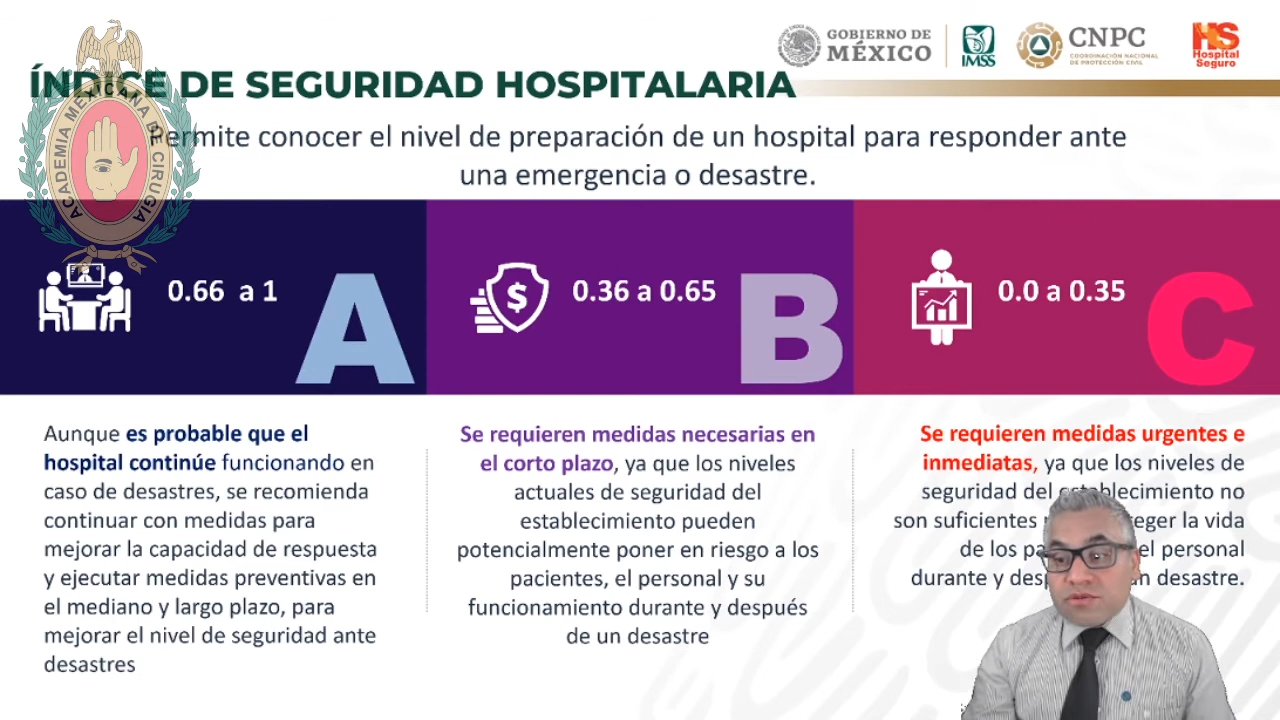 GOBIERNO DE
MÉXICO
IMSS
CNPC
COORDINACIÓN NACIONAL
DE PROTECCIÓN CIVIL
HS
Hospital
Seguro
ÍNDICE DE SEGURIDAD HOSPITALARIA
ACADEMIA MEXICANA DE CIRUGIA
Permite conocer el nivel de preparación de un hospital para responder ante
una emergencia o desastre.
0.66 a 1
A
0.36 a 0.65
B
0.0 a 0.35
C
Aunque es probable que el
hospital continúe funcionando en
caso de desastres, se recomienda
continuar con medidas para
mejorar la capacidad de respuesta
y ejecutar medidas preventivas en
el mediano y largo plazo, para
mejorar el nivel de seguridad ante
desastres
Se requieren medidas necesarias en
el corto plazo, ya que los niveles
actuales de seguridad del
establecimiento pueden
potencialmente poner en riesgo a los
pacientes, el personal y su
funcionamiento durante y después
de un desastre
Se requieren medidas urgentes e
inmediatas, ya que los niveles de
seguridad del establecimiento no
son suficientes la vida
de los el personal
durante y desastre.